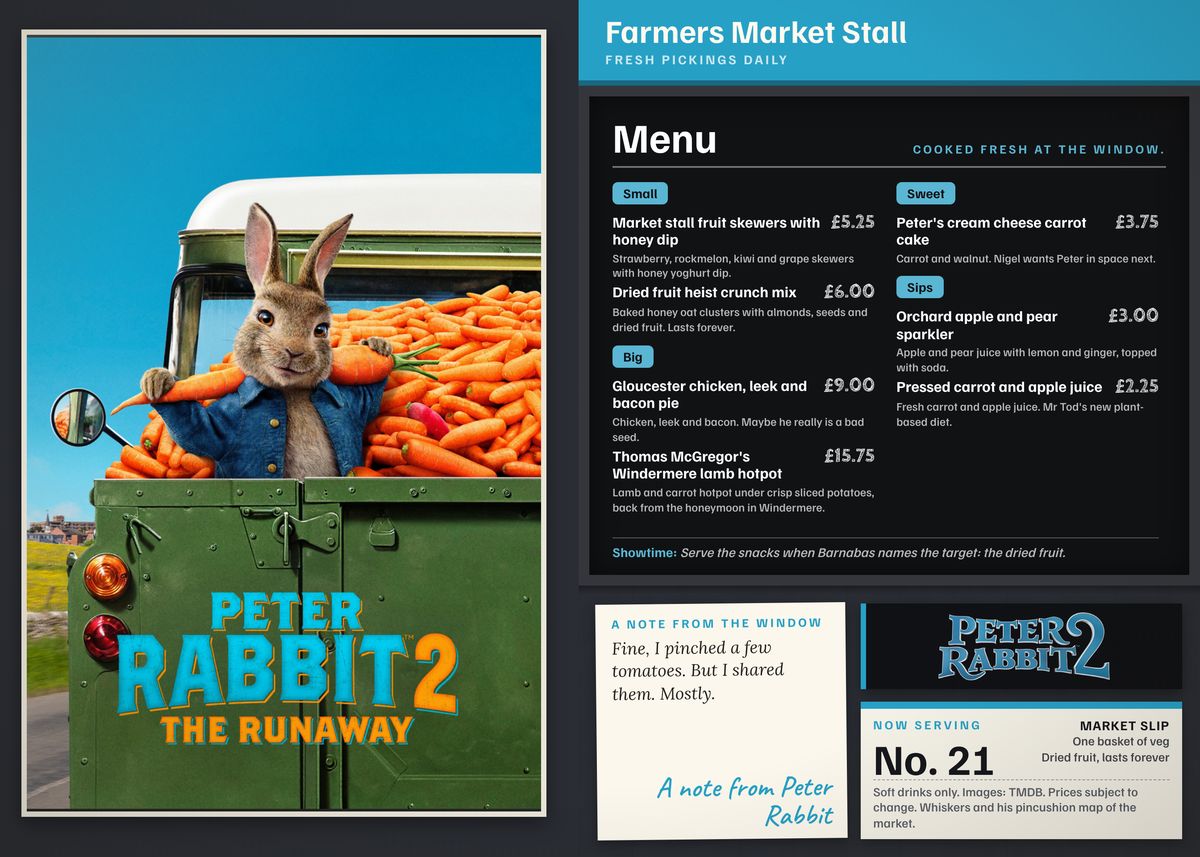 PETER
RABBIT™2
THE RUNAWAY
Farmers Market Stall
FRESH PICKINGS DAILY
Menu
COOKED FRESH AT THE WINDOW.
Small
Market stall fruit skewers with £5.25
honey dip
Strawberry, rockmelon, kiwi and grape skewers
with honey yoghurt dip.
Dried fruit heist crunch mix £6.00
Baked honey oat clusters with almonds, seeds and
dried fruit. Lasts forever.
Big
Gloucester chicken, leek and £9.00
bacon pie
Chicken, leek and bacon. Maybe he really is a bad
seed.
Thomas McGregor's £15.75
Windermere lamb hotpot
Lamb and carrot hotpot under crisp sliced potatoes,
back from the honeymoon in Windermere.
Sweet
Peter's cream cheese carrot £3.75
cake
Carrot and walnut. Nigel wants Peter in space next.
Sips
Orchard apple and pear £3.00
sparkler
Apple and pear juice with lemon and ginger, topped
with soda.
Pressed carrot and apple juice £2.25
Fresh carrot and apple juice. Mr Tod's new plant-
based diet.
Showtime: Serve the snacks when Barnabas names the target: the dried fruit.
A NOTE FROM THE WINDOW
Fine, I pinched a few
tomatoes. But I shared
them. Mostly.
A note from Peter
Rabbit
PETER
RABBIT 2
NOW SERVING
No. 21
MARKET SLIP
One basket of veg
Dried fruit, lasts forever
Soft drinks only. Images: TMDB. Prices subject to
change. Whiskers and his pincushion map of the
market.